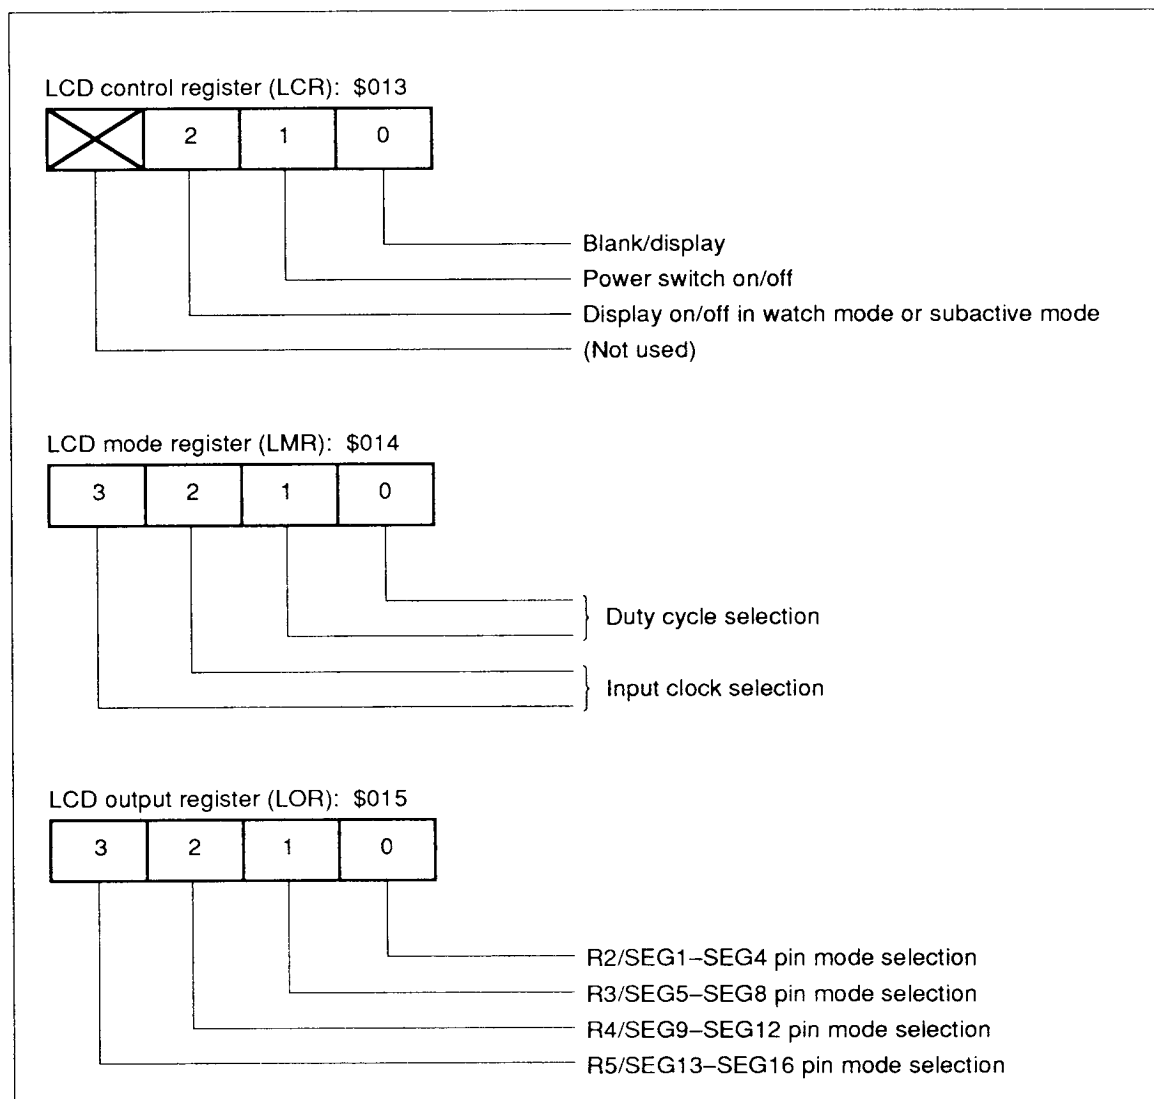 LCD control register (LCR): $013
2 1 0
Blank/display
Power switch on/off
Display on/off in watch mode or subactive mode
(Not used)
LCD mode register (LMR): $014
3 2 1 0
Duty cycle selection
Input clock selection
LCD output register (LOR): $015
3 2 1 0
R2/SEG1–SEG4 pin mode selection
R3/SEG5–SEG8 pin mode selection
R4/SEG9–SEG12 pin mode selection
R5/SEG13–SEG16 pin mode selection